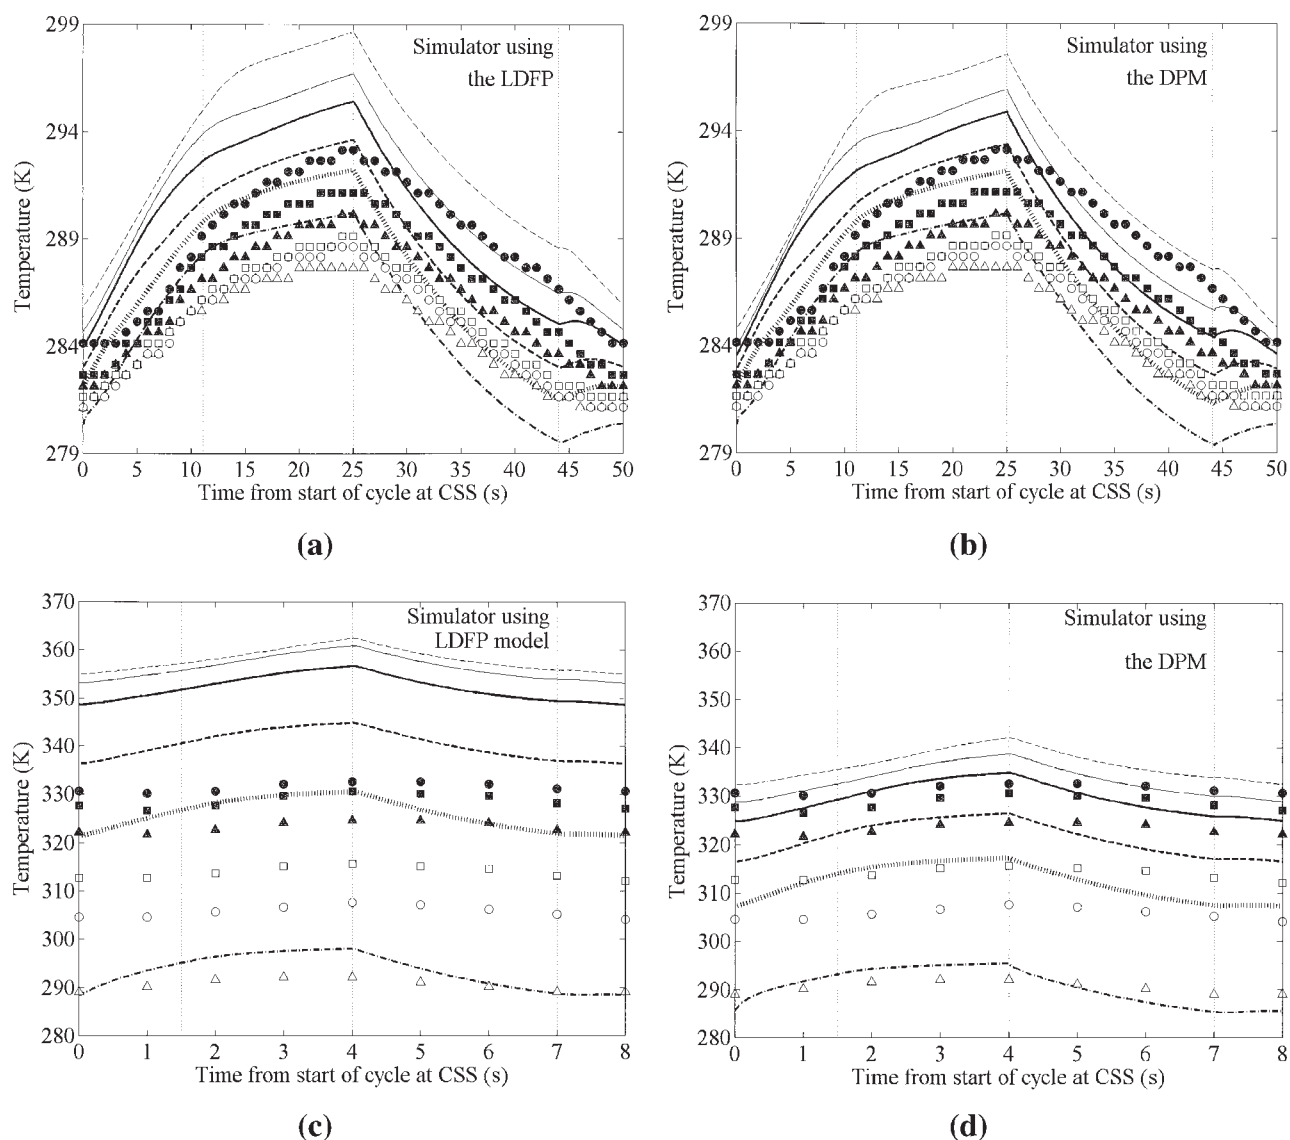 299
294
289
284
279
Temperature (K)
Simulator using
the LDFP
0 5 10 15 20 25 30 35 40 45 50
Time from start of cycle at CSS (s)
(a)
299
294
289
284
279
Temperature (K)
Simulator using
the DPM
0 5 10 15 20 25 30 35 40 45 50
Time from start of cycle at CSS (s)
(b)
370
360
350
340
330
320
310
300
290
280
Temperature (K)
Simulator using
LDFP model
0 1 2 3 4 5 6 7 8
Time from start of cycle at CSS (s)
(c)
370
360
350
340
330
320
310
300
290
280
Temperature (K)
Simulator using
the DPM
0 1 2 3 4 5 6 7 8
Time from start of cycle at CSS (s)
(d)